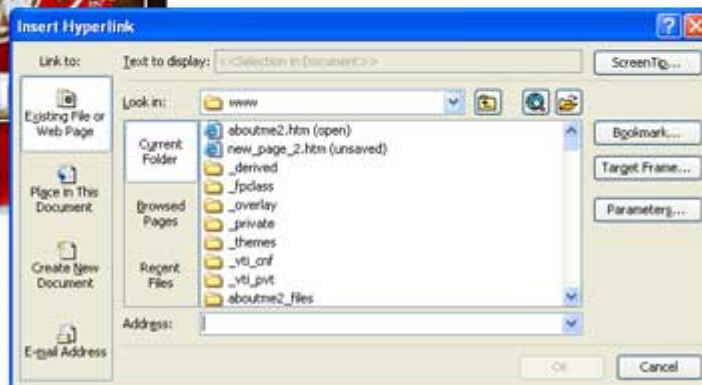 Insert Hyperlink
Link to:
Text to display: <<Selection in Document>>
ScreenTip...
Existing File or
Web Page
Look in: www
Current
Folder
aboutme2.htm (open)
new_page_2.htm (unsaved)
_derived
_fpclass
_overlay
_private
_themes
_vti_cnf
_vti_pvt
aboutme2_files
Bookmark...
Target Frame...
Parameters...
Place in This
Document
Browsed
Pages
Create New
Document
Recent
Files
Address:
E-mail Address
OK
Cancel